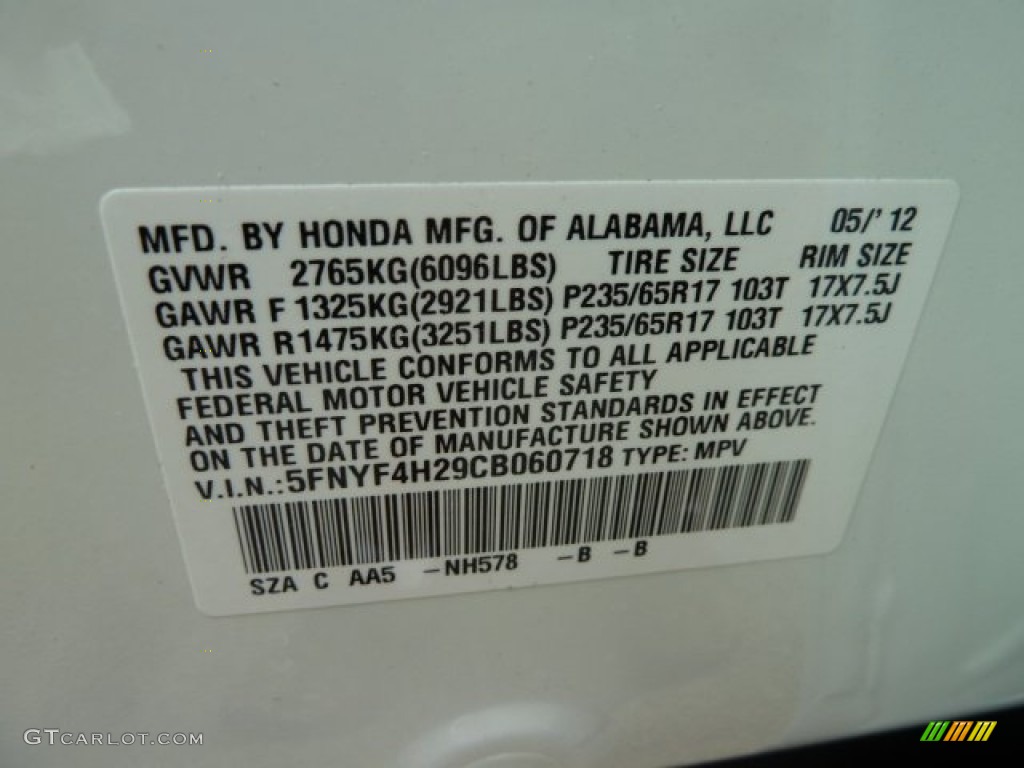 MFD. BY HONDA MFG. OF ALABAMA, LLC 05/'12
GVWR 2765KG(6096LBS) TIRE SIZE RIM SIZE
GAWR F 1325KG(2921LBS) P235/65R17 103T 17X7.5J
GAWR R1475KG(3251LBS) P235/65R17 103T 17X7.5J
THIS VEHICLE CONFORMS TO ALL APPLICABLE
FEDERAL MOTOR VEHICLE SAFETY
AND THEFT PREVENTION STANDARDS IN EFFECT
ON THE DATE OF MANUFACTURE SHOWN ABOVE.
V.I.N.:5FNYF4H29CB060718 TYPE: MPV
SZA C AA5 -NH578 -B -B
GTCARLOT.COM